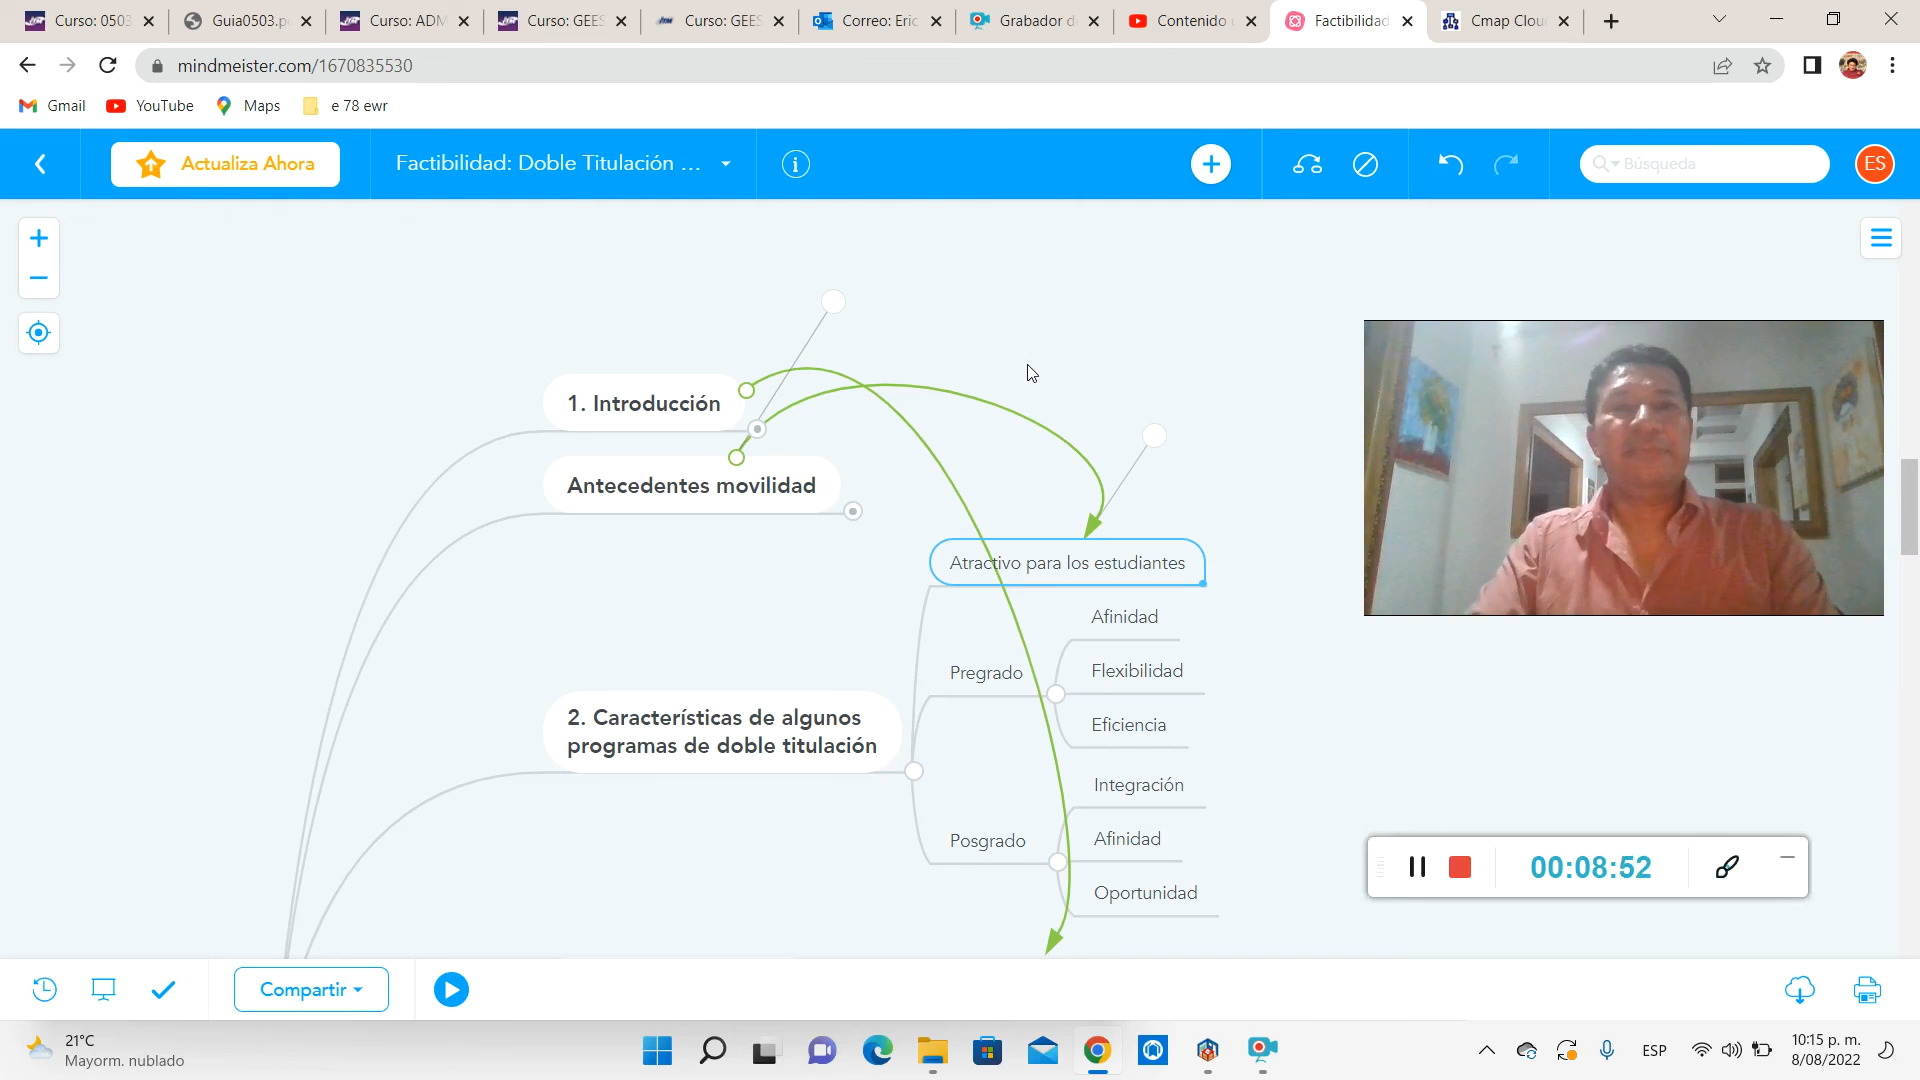 Curso: 0503
Guia0503.p
Curso: ADM
Curso: GEES
Curso: GEES
Correo: Eric
Grabador d
Contenido
Factibilidad
Cmap Clou
mindmeister.com/1670835530
Gmail
YouTube
Maps
e 78 ewr
Actualiza Ahora
Factibilidad: Doble Titulación ...
Búsqueda
ES
1. Introducción
Antecedentes movilidad
Atractivo para los estudiantes
Afinidad
Pregrado
Flexibilidad
Eficiencia
2. Características de algunos
programas de doble titulación
Integración
Posgrado
Afinidad
Oportunidad
00:08:52
Compartir
21°C
Mayorm. nublado
ESP
10:15 p. m.
8/08/2022